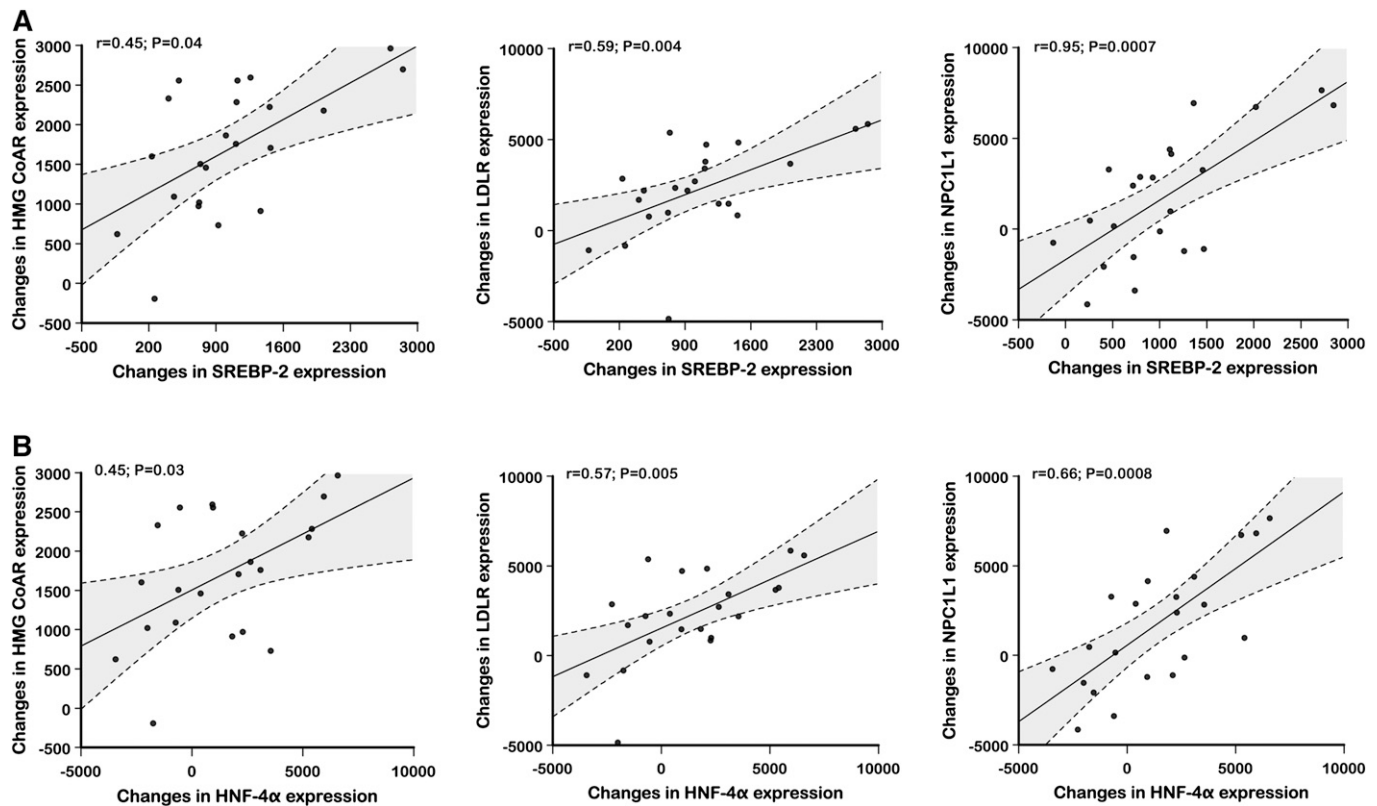 A
r=0.45; P=0.04
Changes in HMG CoAR expression
3000
2500
2000
1500
1000
500
0
-500
-500 200 900 1600 2300 3000
Changes in SREBP-2 expression
r=0.59; P=0.004
Changes in LDLR expression
10000
5000
0
-5000
-500 200 900 1600 2300 3000
Changes in SREBP-2 expression
r=0.95; P=0.0007
Changes in NPC1L1 expression
10000
5000
0
-5000
-500 0 500 1000 1500 2000 2500 3000
Changes in SREBP-2 expression
B
0.45; P=0.03
Changes in HMG CoAR expression
3000
2500
2000
1500
1000
500
0
-500
-5000 0 5000 10000
Changes in HNF-4α expression
r=0.57; P=0.005
Changes in LDLR expression
10000
5000
0
-5000
-5000 0 5000 10000
Changes in HNF-4α expression
r=0.66; P=0.0008
Changes in NPC1L1 expression
10000
5000
0
-5000
-5000 0 5000 10000
Changes in HNF-4α expression